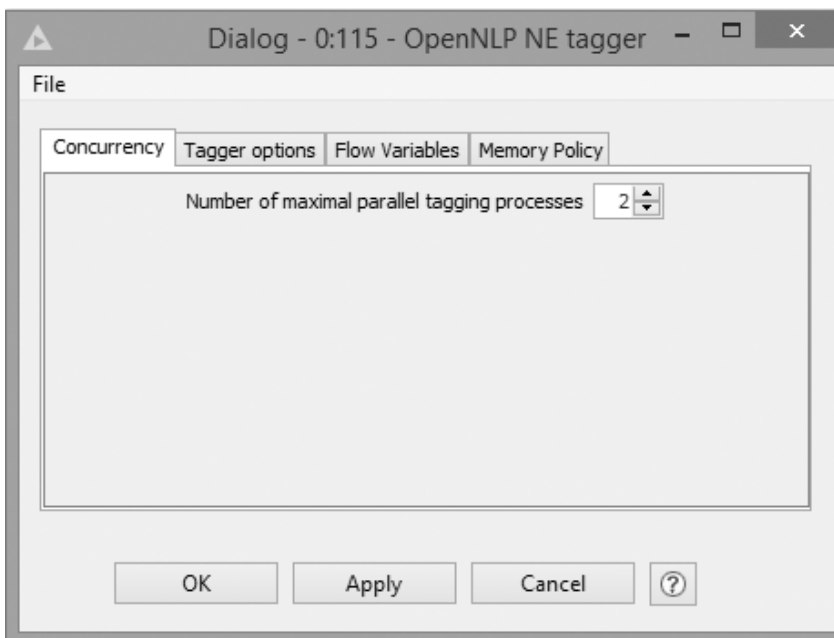 Dialog - 0:115 - OpenNLP NE tagger
File
Concurrency Tagger options Flow Variables Memory Policy
Number of maximal parallel tagging processes 2
OK Apply Cancel ?